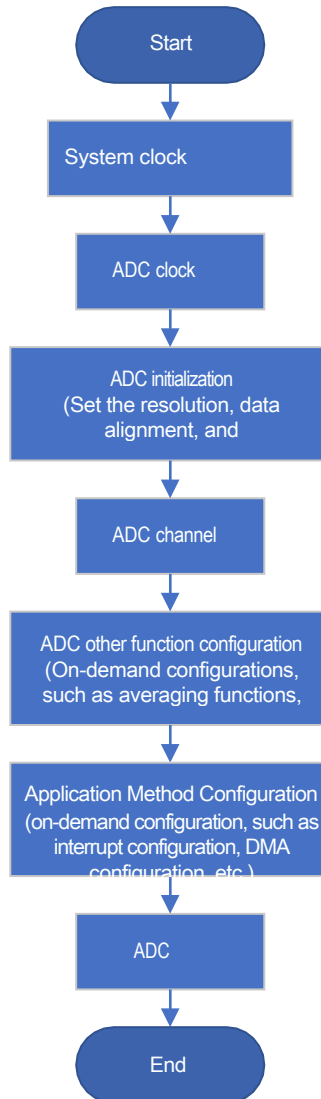 Start
System clock
ADC clock
ADC initialization
(Set the resolution, data
alignment, and
ADC channel
ADC other function configuration
(On-demand configurations,
such as averaging functions,
Application Method Configuration
(on-demand configuration, such as
interrupt configuration, DMA
configuration, etc.)
ADC
End